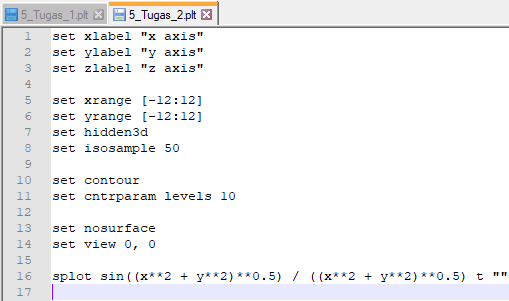 5_Tugas_1.plt 5_Tugas_2.plt
1 set xlabel "x axis"
2 set ylabel "y axis"
3 set zlabel "z axis"
4
5 set xrange [-12:12]
6 set yrange [-12:12]
7 set hidden3d
8 set isosample 50
9
10 set contour
11 set cntrparam levels 10
12
13 set nosurface
14 set view 0, 0
15
16 splot sin((x**2 + y**2)**0.5) / ((x**2 + y**2)**0.5) t ""
17